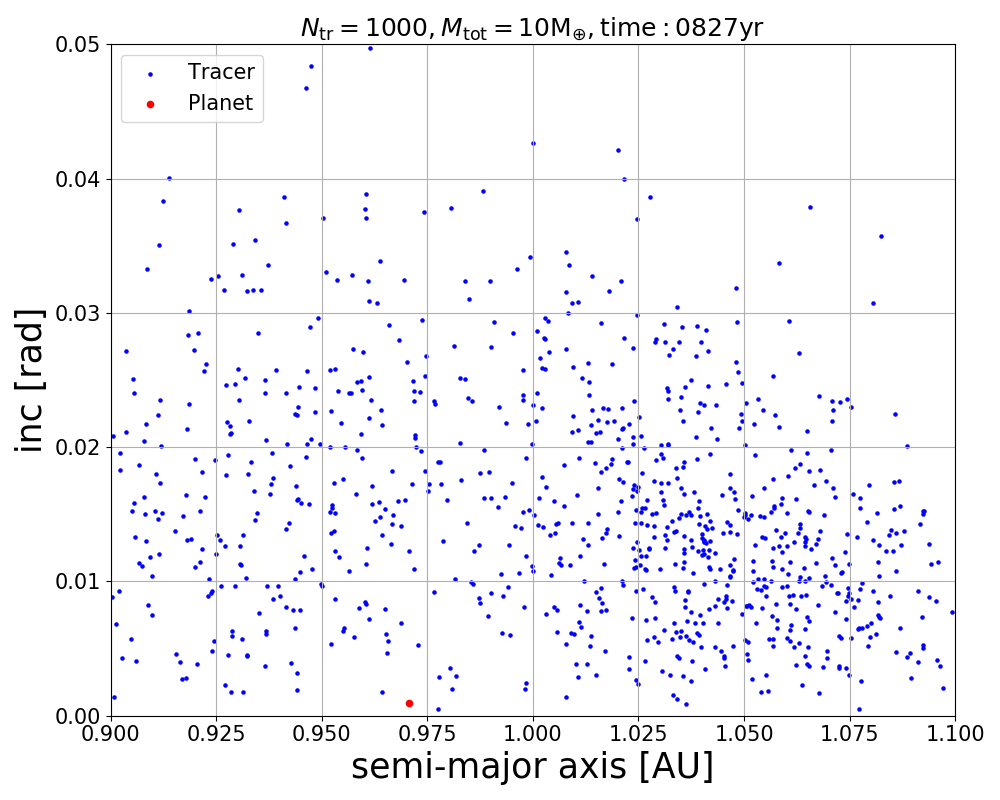 N_tr = 1000, M_tot = 10M_⊕, time : 0827yr
0.05
Tracer
Planet
0.04
0.03
0.02
0.01
0.00
inc [rad]
0.900 0.925 0.950 0.975 1.000 1.025 1.050 1.075 1.100
semi-major axis [AU]